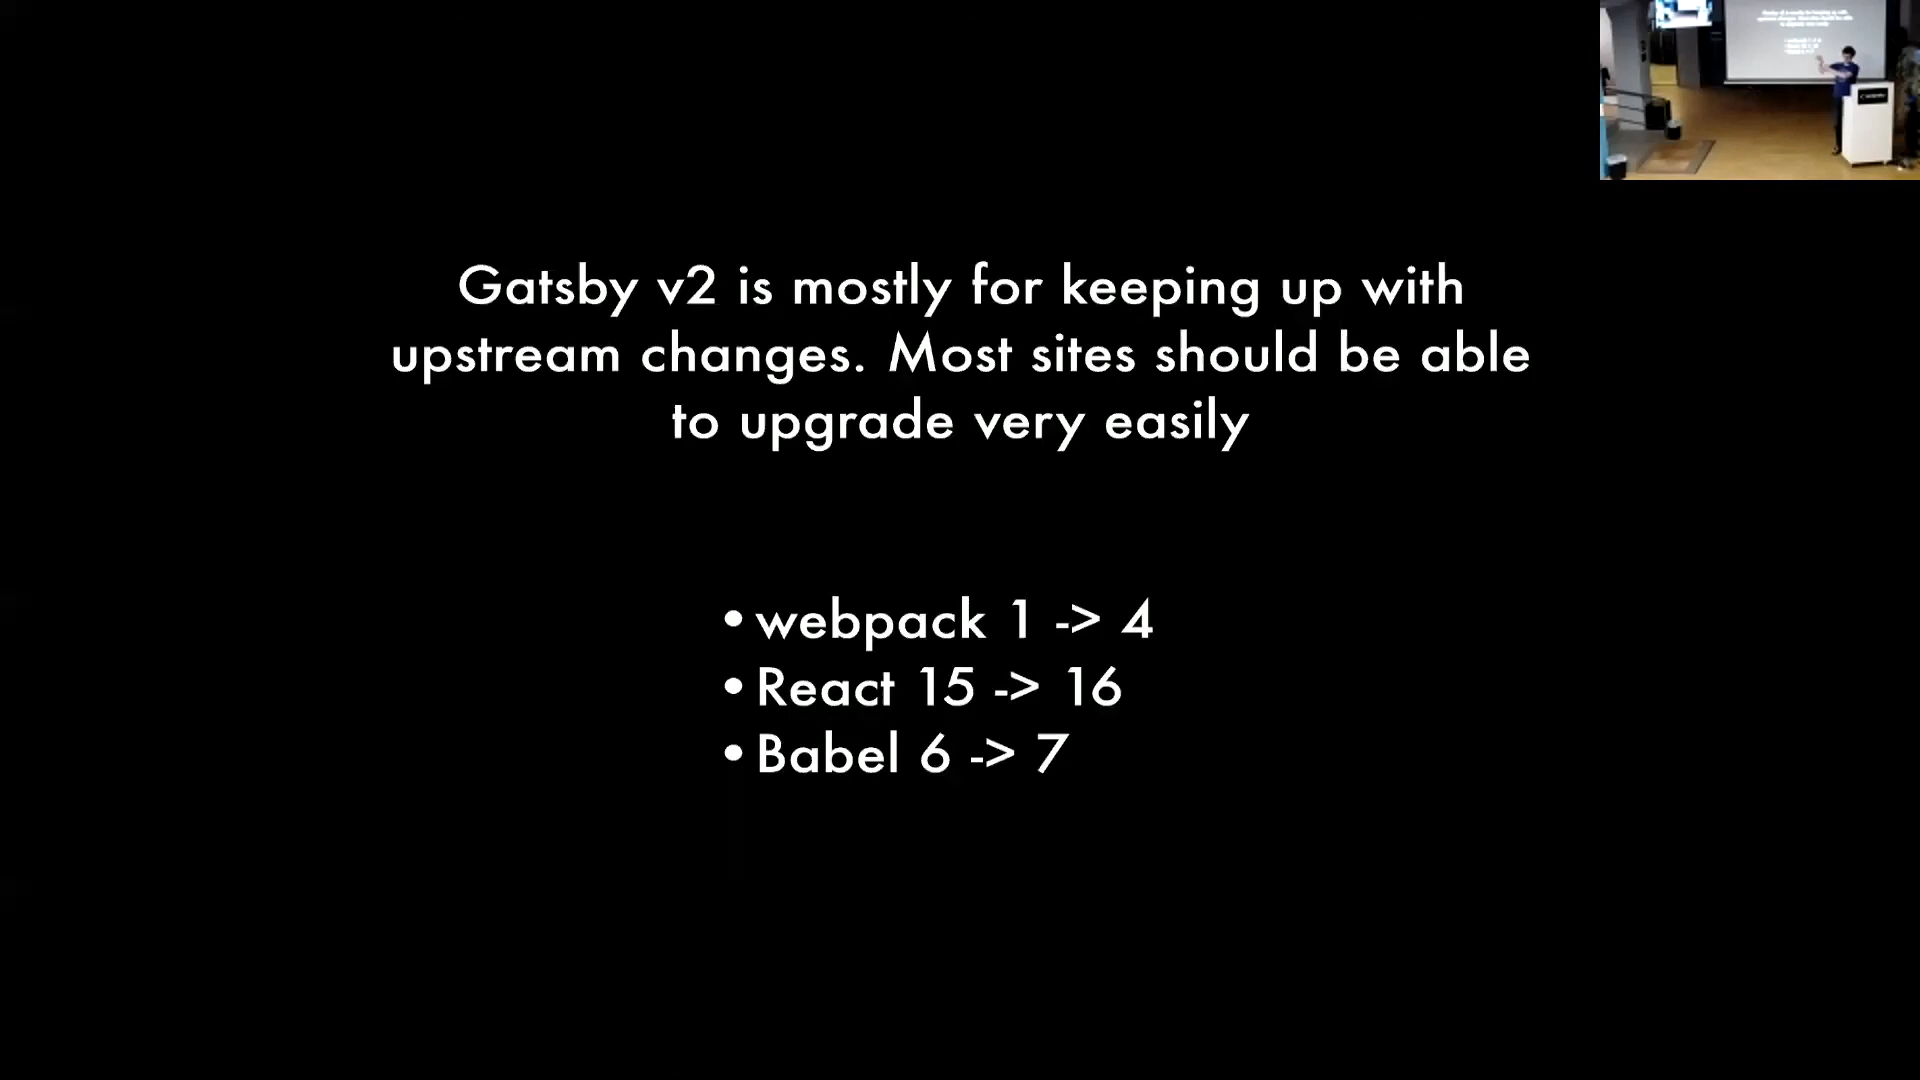 Gatsby v2 is mostly for keeping up with
upstream changes. Most sites should be able
to upgrade very easily
•webpack 1 -> 4
•React 15 -> 16
•Babel 6 -> 7